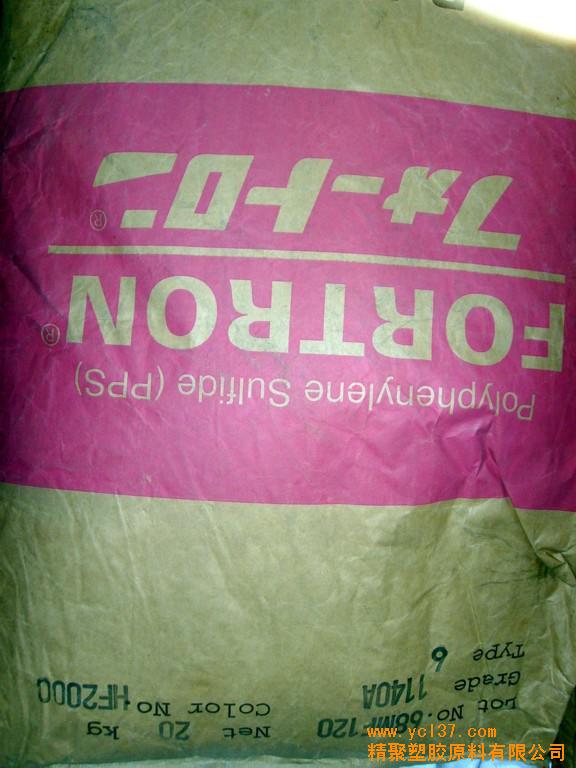 Lot No. 68MF120 Net 20 kg
Grade 1140A Color No HF2000
Type 6
Polyphenylene Sulfide (PPS)
FORTRON®
フォートロン®
www.ycl37.com
精聚塑胶原料有限公司